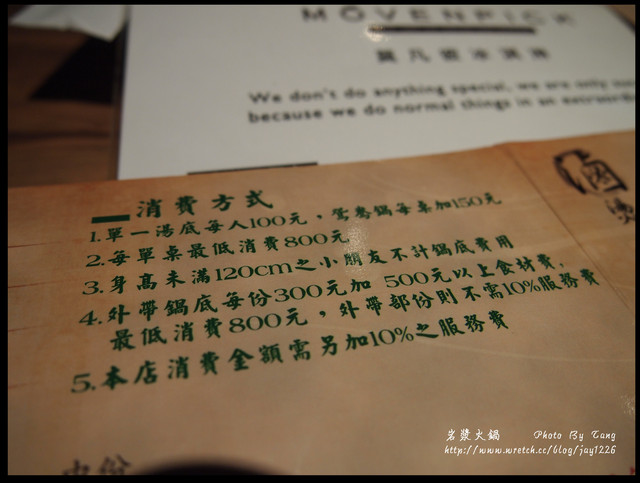 MÖVENPICK
莫凡彼冰淇淋
We don't do anything special, we are only
because we do normal things in an
消費方式
1.單一湯底每人100元，鴛鴦鍋每桌加150元
2.每單桌最低消費800元
3.身高未滿120cm之小朋友不計鍋底費用
4.外帶鍋底每份300元加 500元以上食材費,
最低消費800元，外帶部份則不需10%服務費
5.本店消費金額需另加10%之服務費
岩漿火鍋 Photo By Tang
http://www.wretch.cc/blog/jay1226